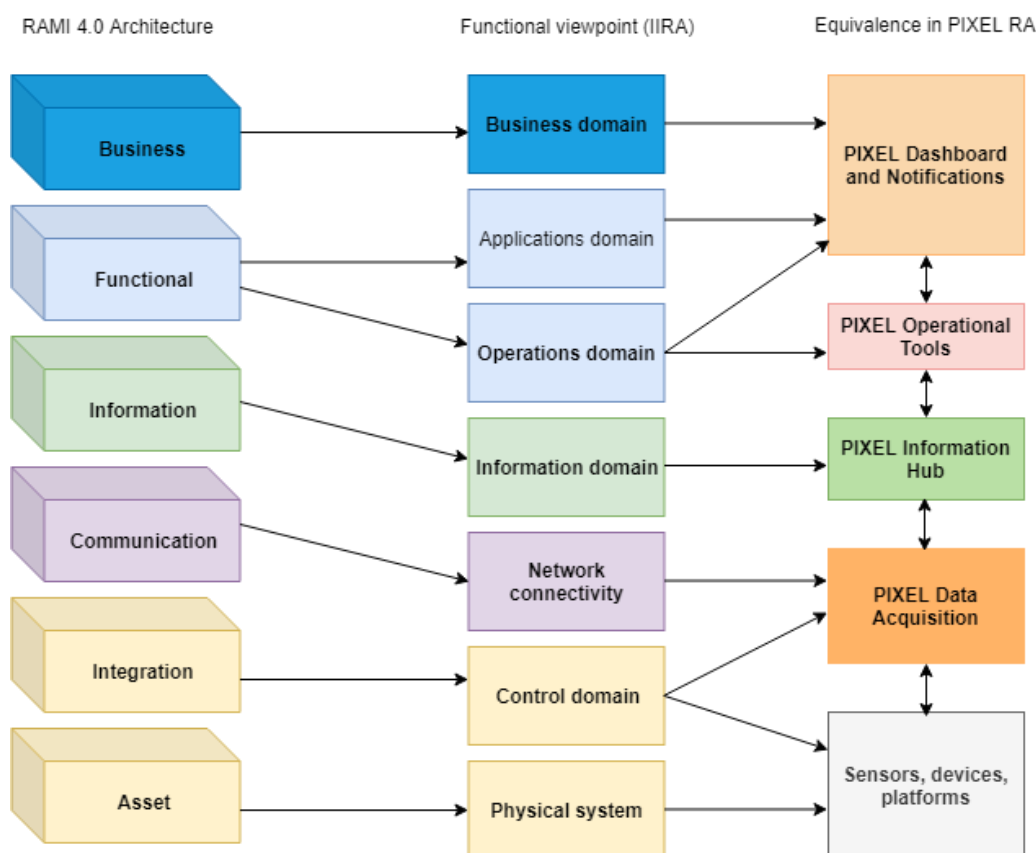 RAMI 4.0 Architecture
Functional viewpoint (IIRA)
Equivalence in PIXEL RA
Business
Business domain
PIXEL Dashboard
and Notifications
Functional
Applications domain
Operations domain
PIXEL Operational
Tools
Information
Information domain
PIXEL Information
Hub
Communication
Network
connectivity
PIXEL Data
Acquisition
Integration
Control domain
Sensors, devices,
platforms
Asset
Physical system